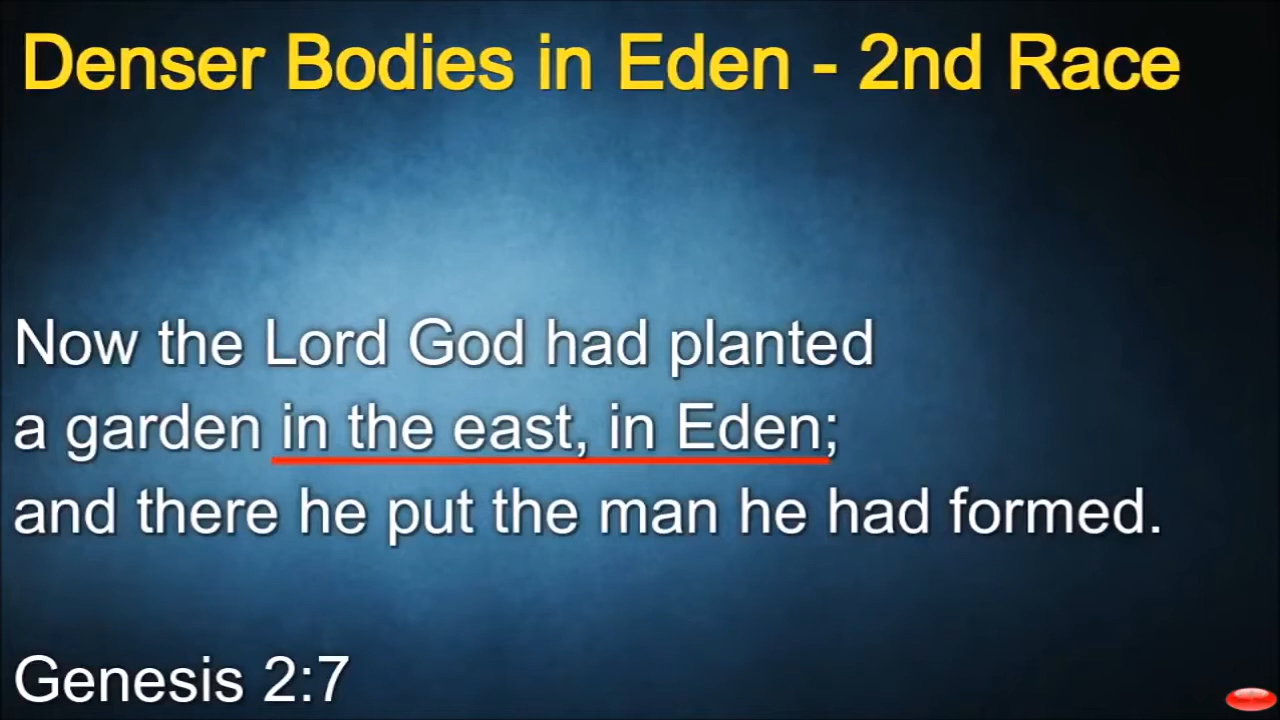 Denser Bodies in Eden - 2nd Race
Now the Lord God had planted
a garden in the east, in Eden;
and there he put the man he had formed.
Genesis 2:7